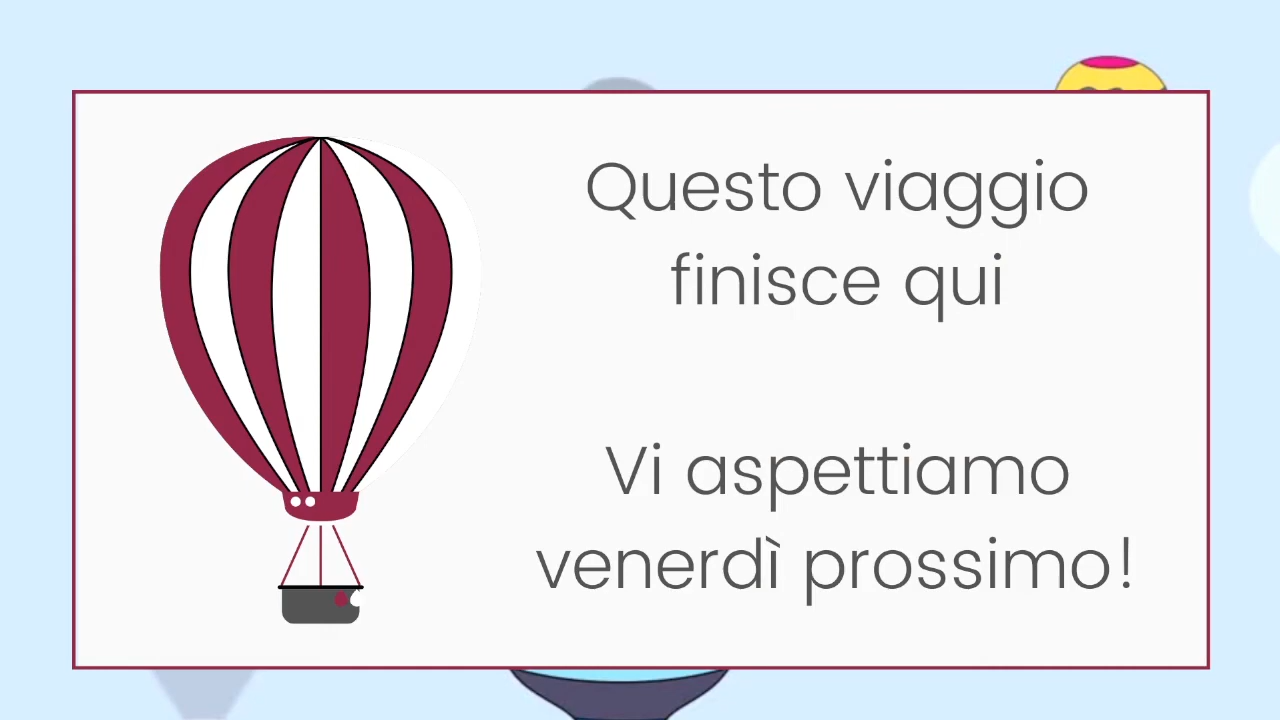 Questo viaggio
finisce qui
Vi aspettiamo
venerdì prossimo!